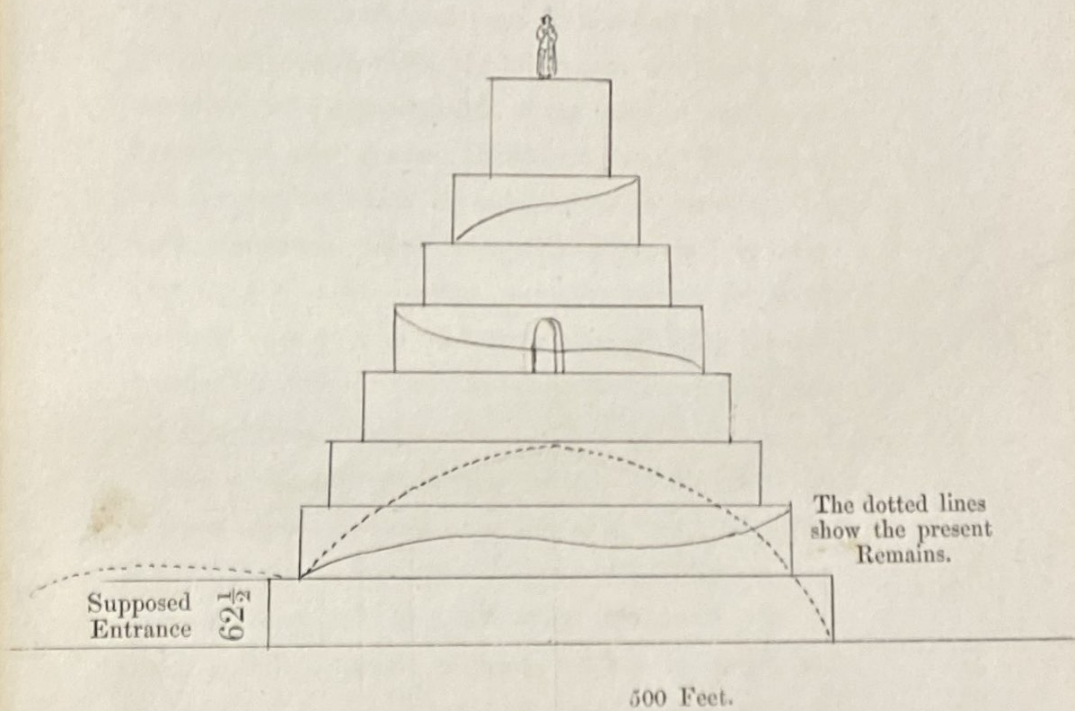 The dotted lines
show the present
Remains.
Supposed
Entrance
62½
500 Feet.